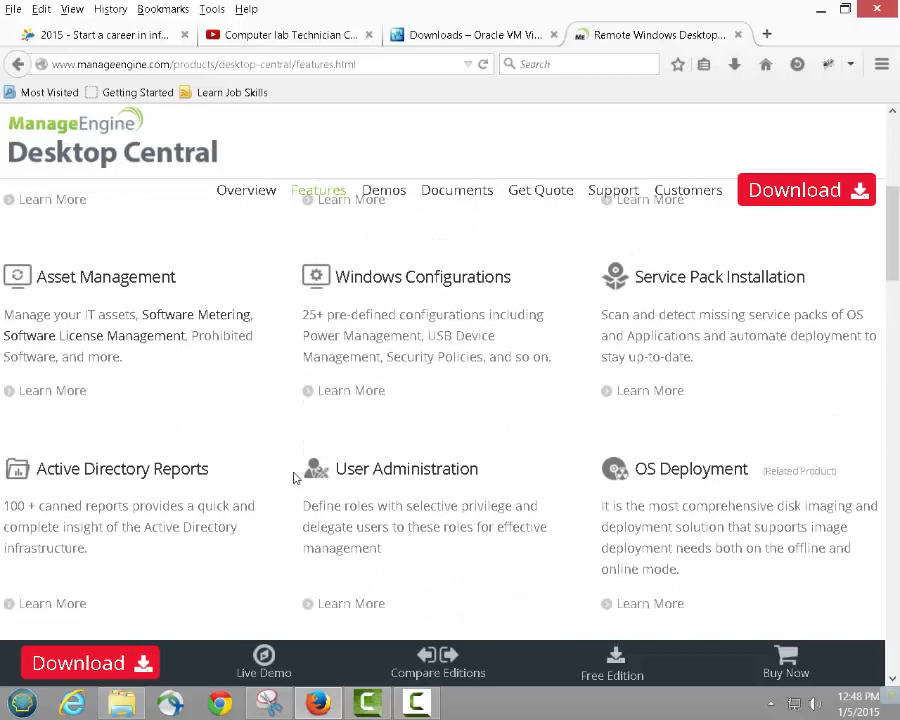 File Edit View History Bookmarks Tools Help
2015 - Start a career in inf...
Computer lab Technician C...
Downloads – Oracle VM Vi...
ME Remote Windows Desktop...
www.manageengine.com/products/desktop-central/features.html
Search
Most Visited Getting Started Learn Job Skills
ManageEngine
Desktop Central
Overview Features Demos Documents Get Quote Support Customers Download
Learn More Learn More Learn More
Asset Management
Manage your IT assets, Software Metering,
Software License Management, Prohibited
Software, and more.
Learn More
Windows Configurations
25+ pre-defined configurations including
Power Management, USB Device
Management, Security Policies, and so on.
Learn More
Service Pack Installation
Scan and detect missing service packs of OS
and Applications and automate deployment to
stay up-to-date.
Learn More
Active Directory Reports
100 + canned reports provides a quick and
complete insight of the Active Directory
infrastructure.
Learn More
User Administration
Define roles with selective privilege and
delegate users to these roles for effective
management
Learn More
OS Deployment (Related Product)
It is the most comprehensive disk imaging and
deployment solution that supports image
deployment needs both on the offline and
online mode.
Learn More
Download Live Demo Compare Editions Free Edition Buy Now
12:48 PM
1/5/2015